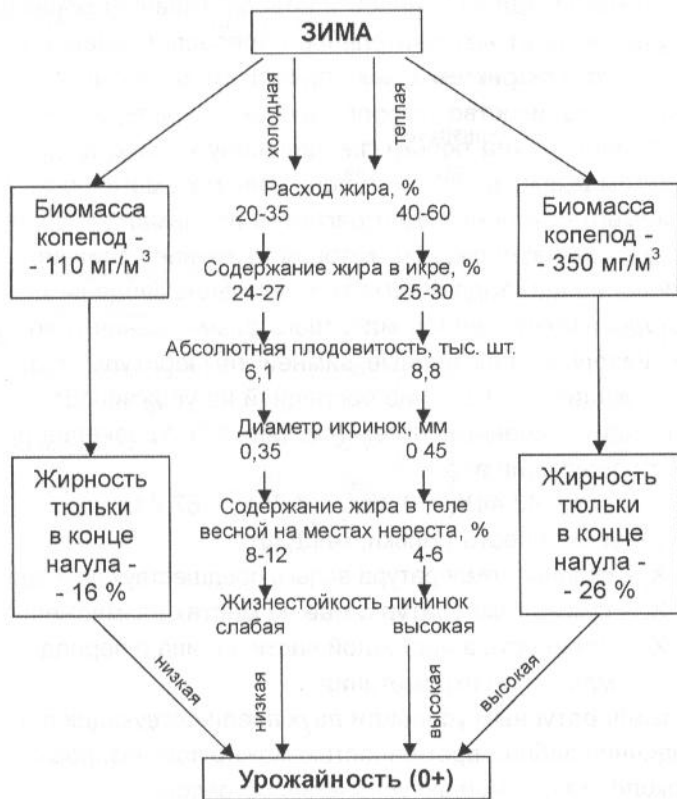 ЗИМА
холодная
теплая
Биомасса
копепод -
- 110 мг/м³
Расход жира, %
20-35 40-60
Содержание жира в икре, %
24-27 25-30
Абсолютная плодовитость, тыс. шт.
6,1 8,8
Диаметр икринок, мм
0,35 0 45
Содержание жира в теле
весной на местах нереста, %
8-12 4-6
Жизнестойкость личинок
слабая высокая
Биомасса
копепод -
- 350 мг/м³
Жирность
тюльки
в конце
нагула -
- 16 %
Жирность
тюльки
в конце
нагула -
- 26 %
низкая
низкая
высокая
высокая
Урожайность (0+)